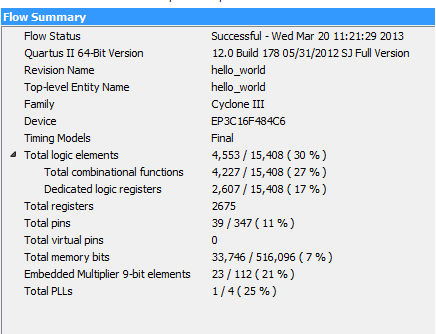 Flow Summary
Flow Status Successful - Wed Mar 20 11:21:29 2013
Quartus II 64-Bit Version 12.0 Build 178 05/31/2012 SJ Full Version
Revision Name hello_world
Top-level Entity Name hello_world
Family Cyclone III
Device EP3C16F484C6
Timing Models Final
Total logic elements 4,553 / 15,408 ( 30 % )
Total combinational functions 4,227 / 15,408 ( 27 % )
Dedicated logic registers 2,607 / 15,408 ( 17 % )
Total registers 2675
Total pins 39 / 347 ( 11 % )
Total virtual pins 0
Total memory bits 33,746 / 516,096 ( 7 % )
Embedded Multiplier 9-bit elements 23 / 112 ( 21 % )
Total PLLs 1 / 4 ( 25 % )